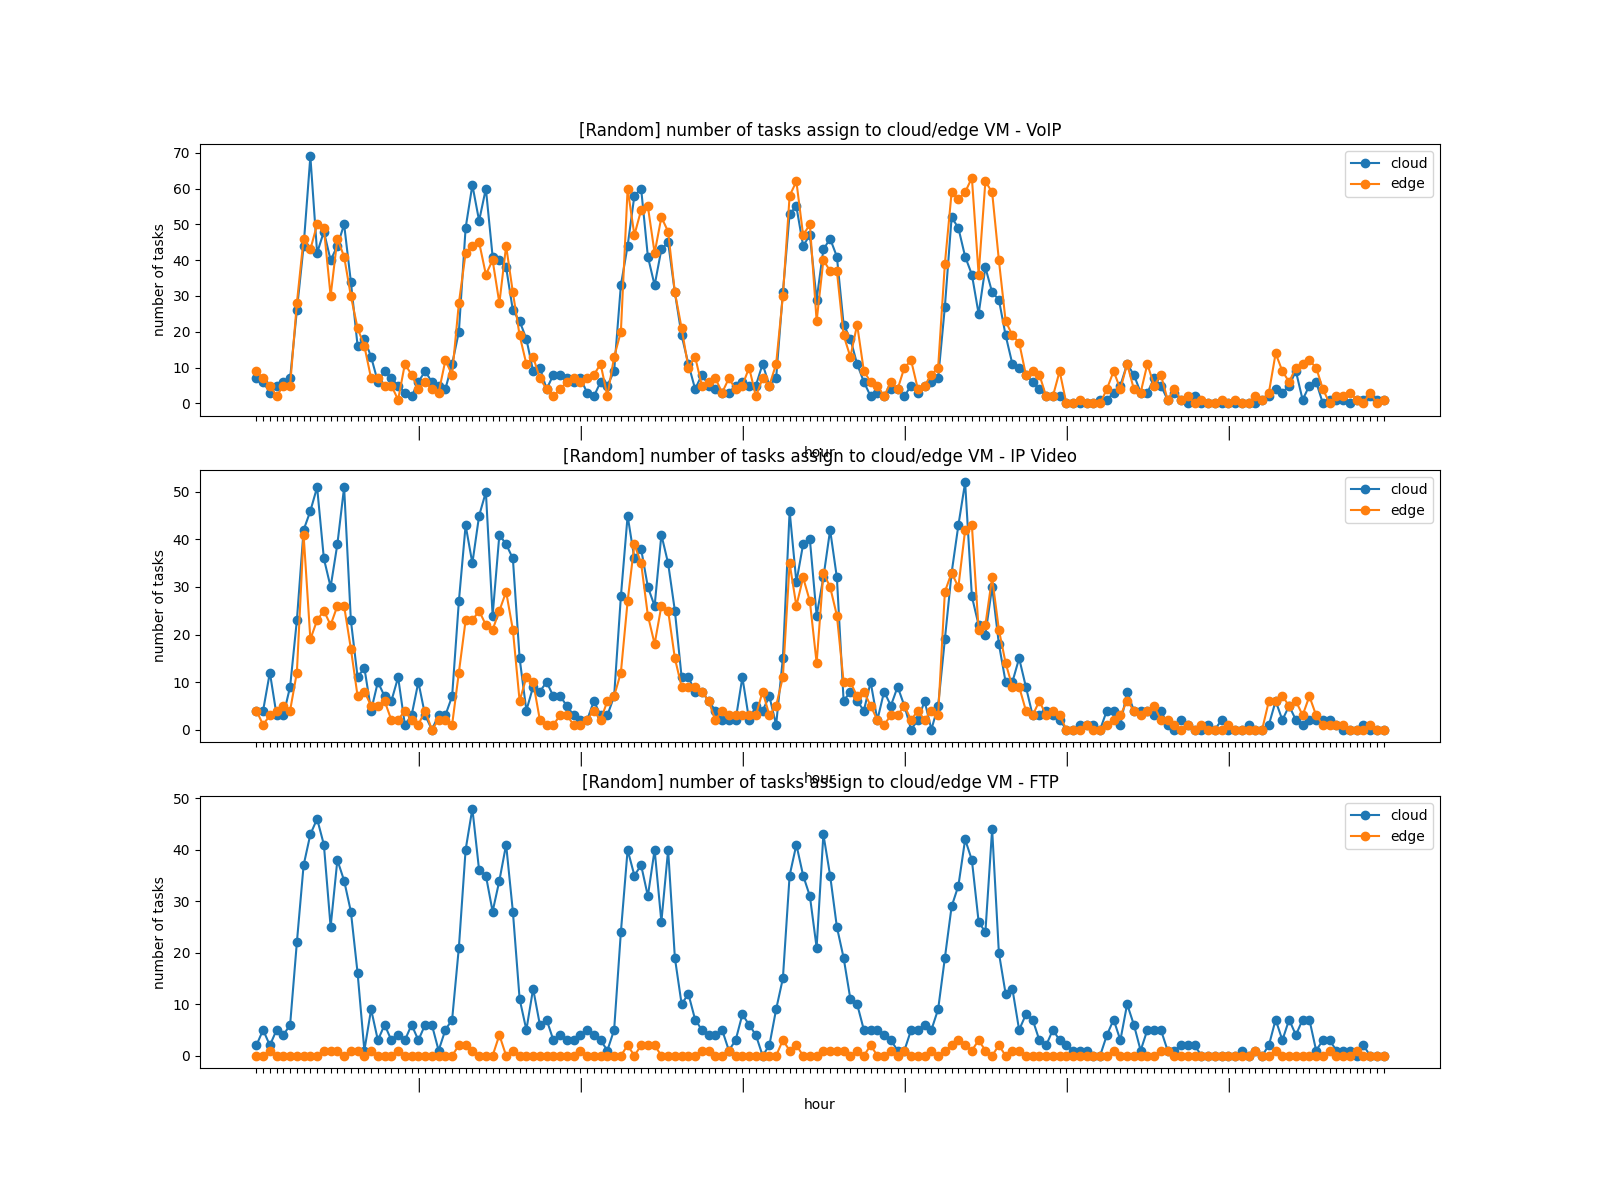 [Random] number of tasks assign to cloud/edge VM - VoIP
number of tasks
70
60
50
40
30
20
10
0
cloud
edge
hour
[Random] number of tasks assign to cloud/edge VM - IP Video
number of tasks
50
40
30
20
10
0
cloud
edge
hour
[Random] number of tasks assign to cloud/edge VM - FTP
number of tasks
50
40
30
20
10
0
cloud
edge
hour